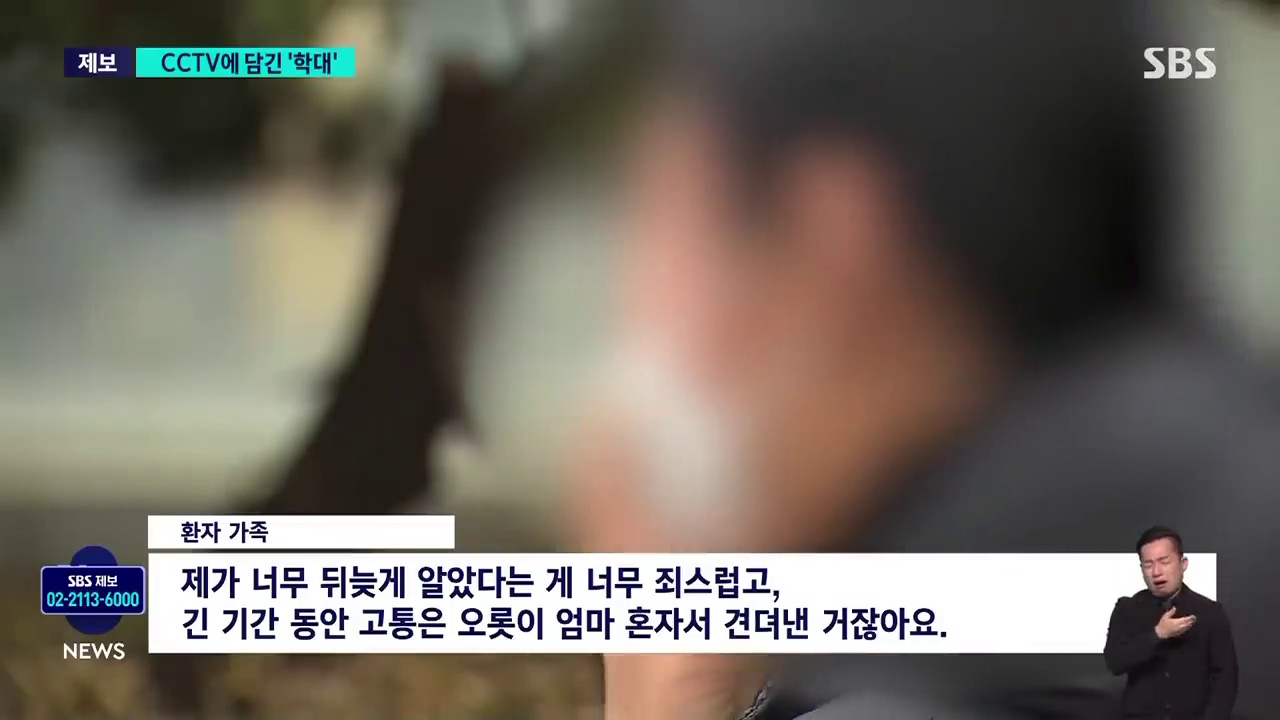 제보 CCTV에 담긴 '학대'
SBS
환자 가족
제가 너무 뒤늦게 알았다는 게 너무 죄스럽고,
긴 기간 동안 고통은 오롯이 엄마 혼자서 견뎌낸 거잖아요.
SBS 제보
02-2113-6000
NEWS